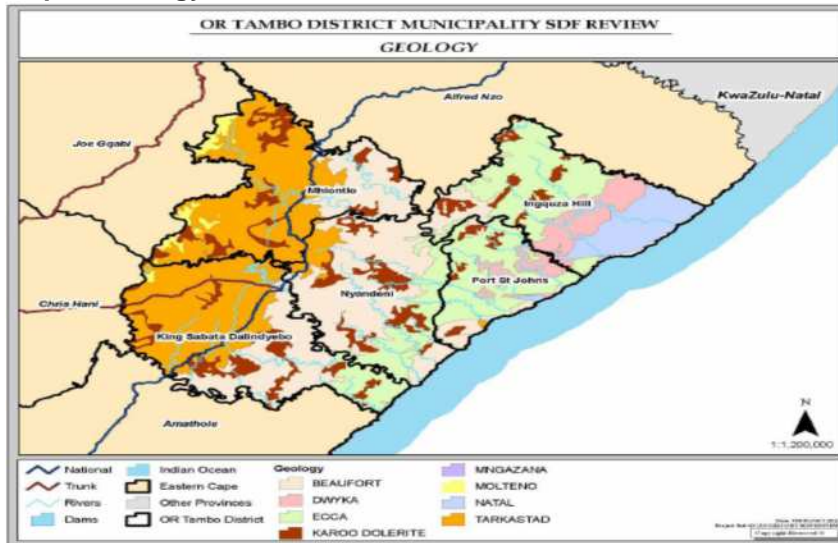 OR TAMBO DISTRICT MUNICIPALITY SDF REVIEW
GEOLOGY
KwaZulu-Natal
Alfred Nzo
Joe Gqabi
Mhlontlo
Ingquza Hill
Port St Johns
Nyandeni
Chris Hani
King Sabata Dalindyebo
Amathole
N
1:1,200,000
National
Trunk
Rivers
Dams
Indian Ocean
Eastern Cape
Other Provinces
OR Tambo District
Geology
BEAUFORT
DWYKA
ECCA
KAROO DOLERITE
MNGAZANA
MOLTENO
NATAL
TARKASTAD